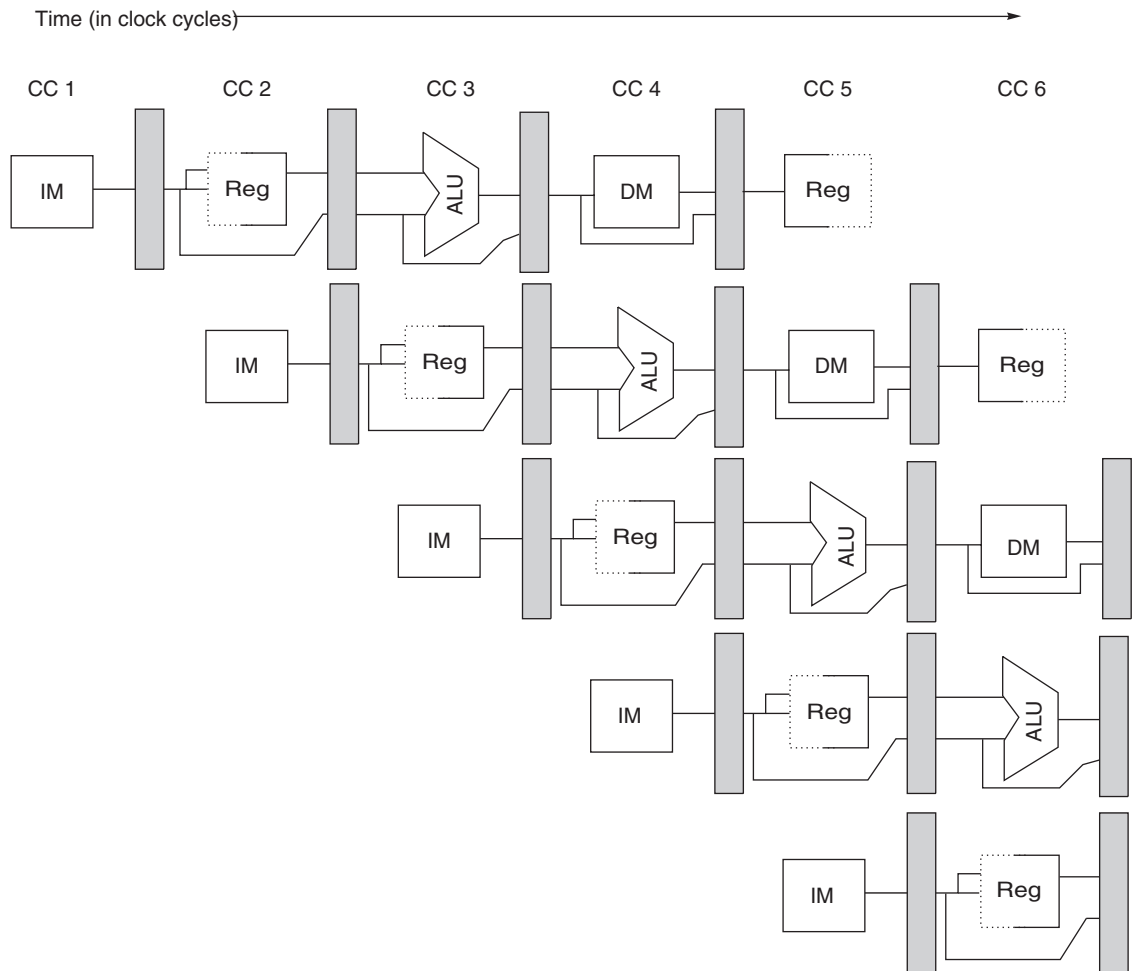 Time (in clock cycles)
CC 1 CC 2 CC 3 CC 4 CC 5 CC 6
IM Reg ALU DM Reg
IM Reg ALU DM Reg
IM Reg ALU DM
IM Reg ALU
IM Reg